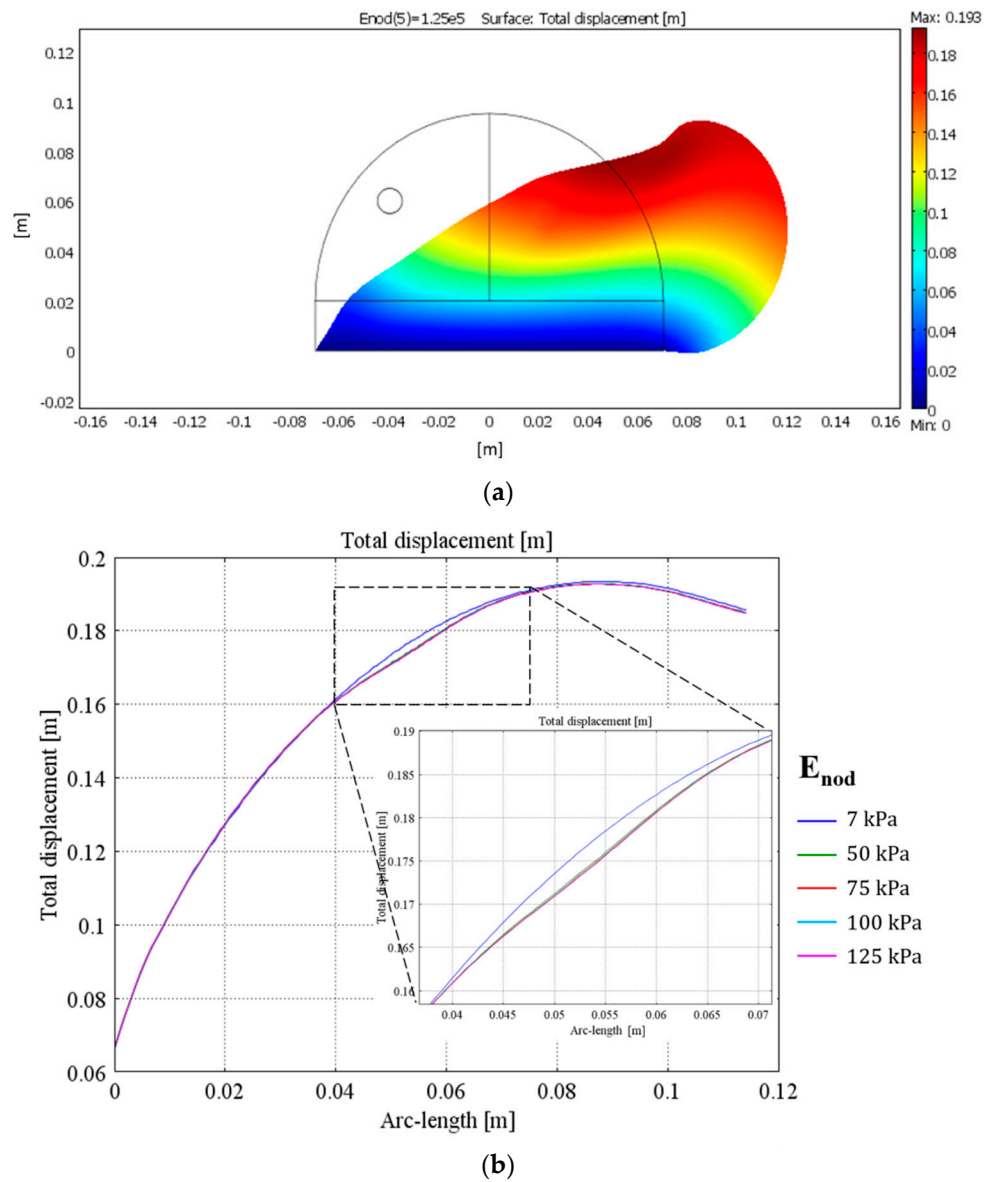 Enod(5)=1.25e5 Surface: Total displacement [m]
Max: 0.193
0.12
0.1
0.08
0.06
0.04
0.02
0
-0.02
[m]
-0.16 -0.14 -0.12 -0.1 -0.08 -0.06 -0.04 -0.02 0 0.02 0.04 0.06 0.08 0.1 0.12 0.14 0.16
[m]
0.18
0.16
0.14
0.12
0.1
0.08
0.06
0.04
0.02
0
Min: 0
(a)
Total displacement [m]
0.2
0.18
0.16
0.14
0.12
0.1
0.08
0.06
Total displacement [m]
0 0.02 0.04 0.06 0.08 0.1 0.12
Arc-length [m]
Total displacement [m]
0.19
0.185
0.18
0.175
0.17
0.165
0.16
Total displacement [m]
0.04 0.045 0.05 0.055 0.06 0.065 0.07
Arc-length [m]
Enod
7 kPa
50 kPa
75 kPa
100 kPa
125 kPa
(b)